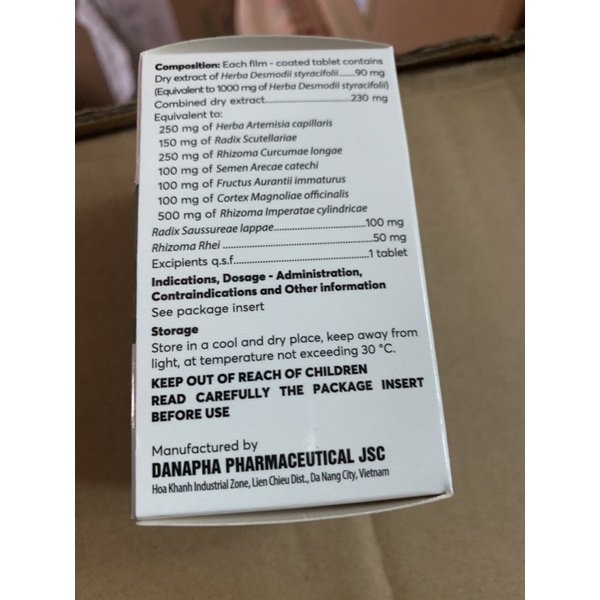 Composition: Each film - coated tablet contains
Dry extract of Herba Desmodii styracifolii......90 mg
(Equivalent to 1000 mg of Herba Desmodii styracifolii)
Combined dry extract..............................230 mg
Equivalent to:
250 mg of Herba Artemisia capillaris
150 mg of Radix Scutellariae
250 mg of Rhizoma Curcumae longae
100 mg of Semen Arecae catechi
100 mg of Fructus Aurantii immaturus
100 mg of Cortex Magnoliae officinalis
500 mg of Rhizoma Imperatae cylindricae
Radix Saussureae lappae.........................100 mg
Rhizoma Rhei ..........................................50 mg
Excipients q.s.f.......................................1 tablet
Indications, Dosage - Administration,
Contraindications and Other information
See package insert
Storage
Store in a cool and dry place, keep away from
light, at temperature not exceeding 30 °C.
KEEP OUT OF REACH OF CHILDREN
READ CAREFULLY THE PACKAGE INSERT
BEFORE USE
Manufactured by
DANAPHA PHARMACEUTICAL JSC
Hoa Khanh Industrial Zone, Lien Chieu Dist., Da Nang City, Vietnam